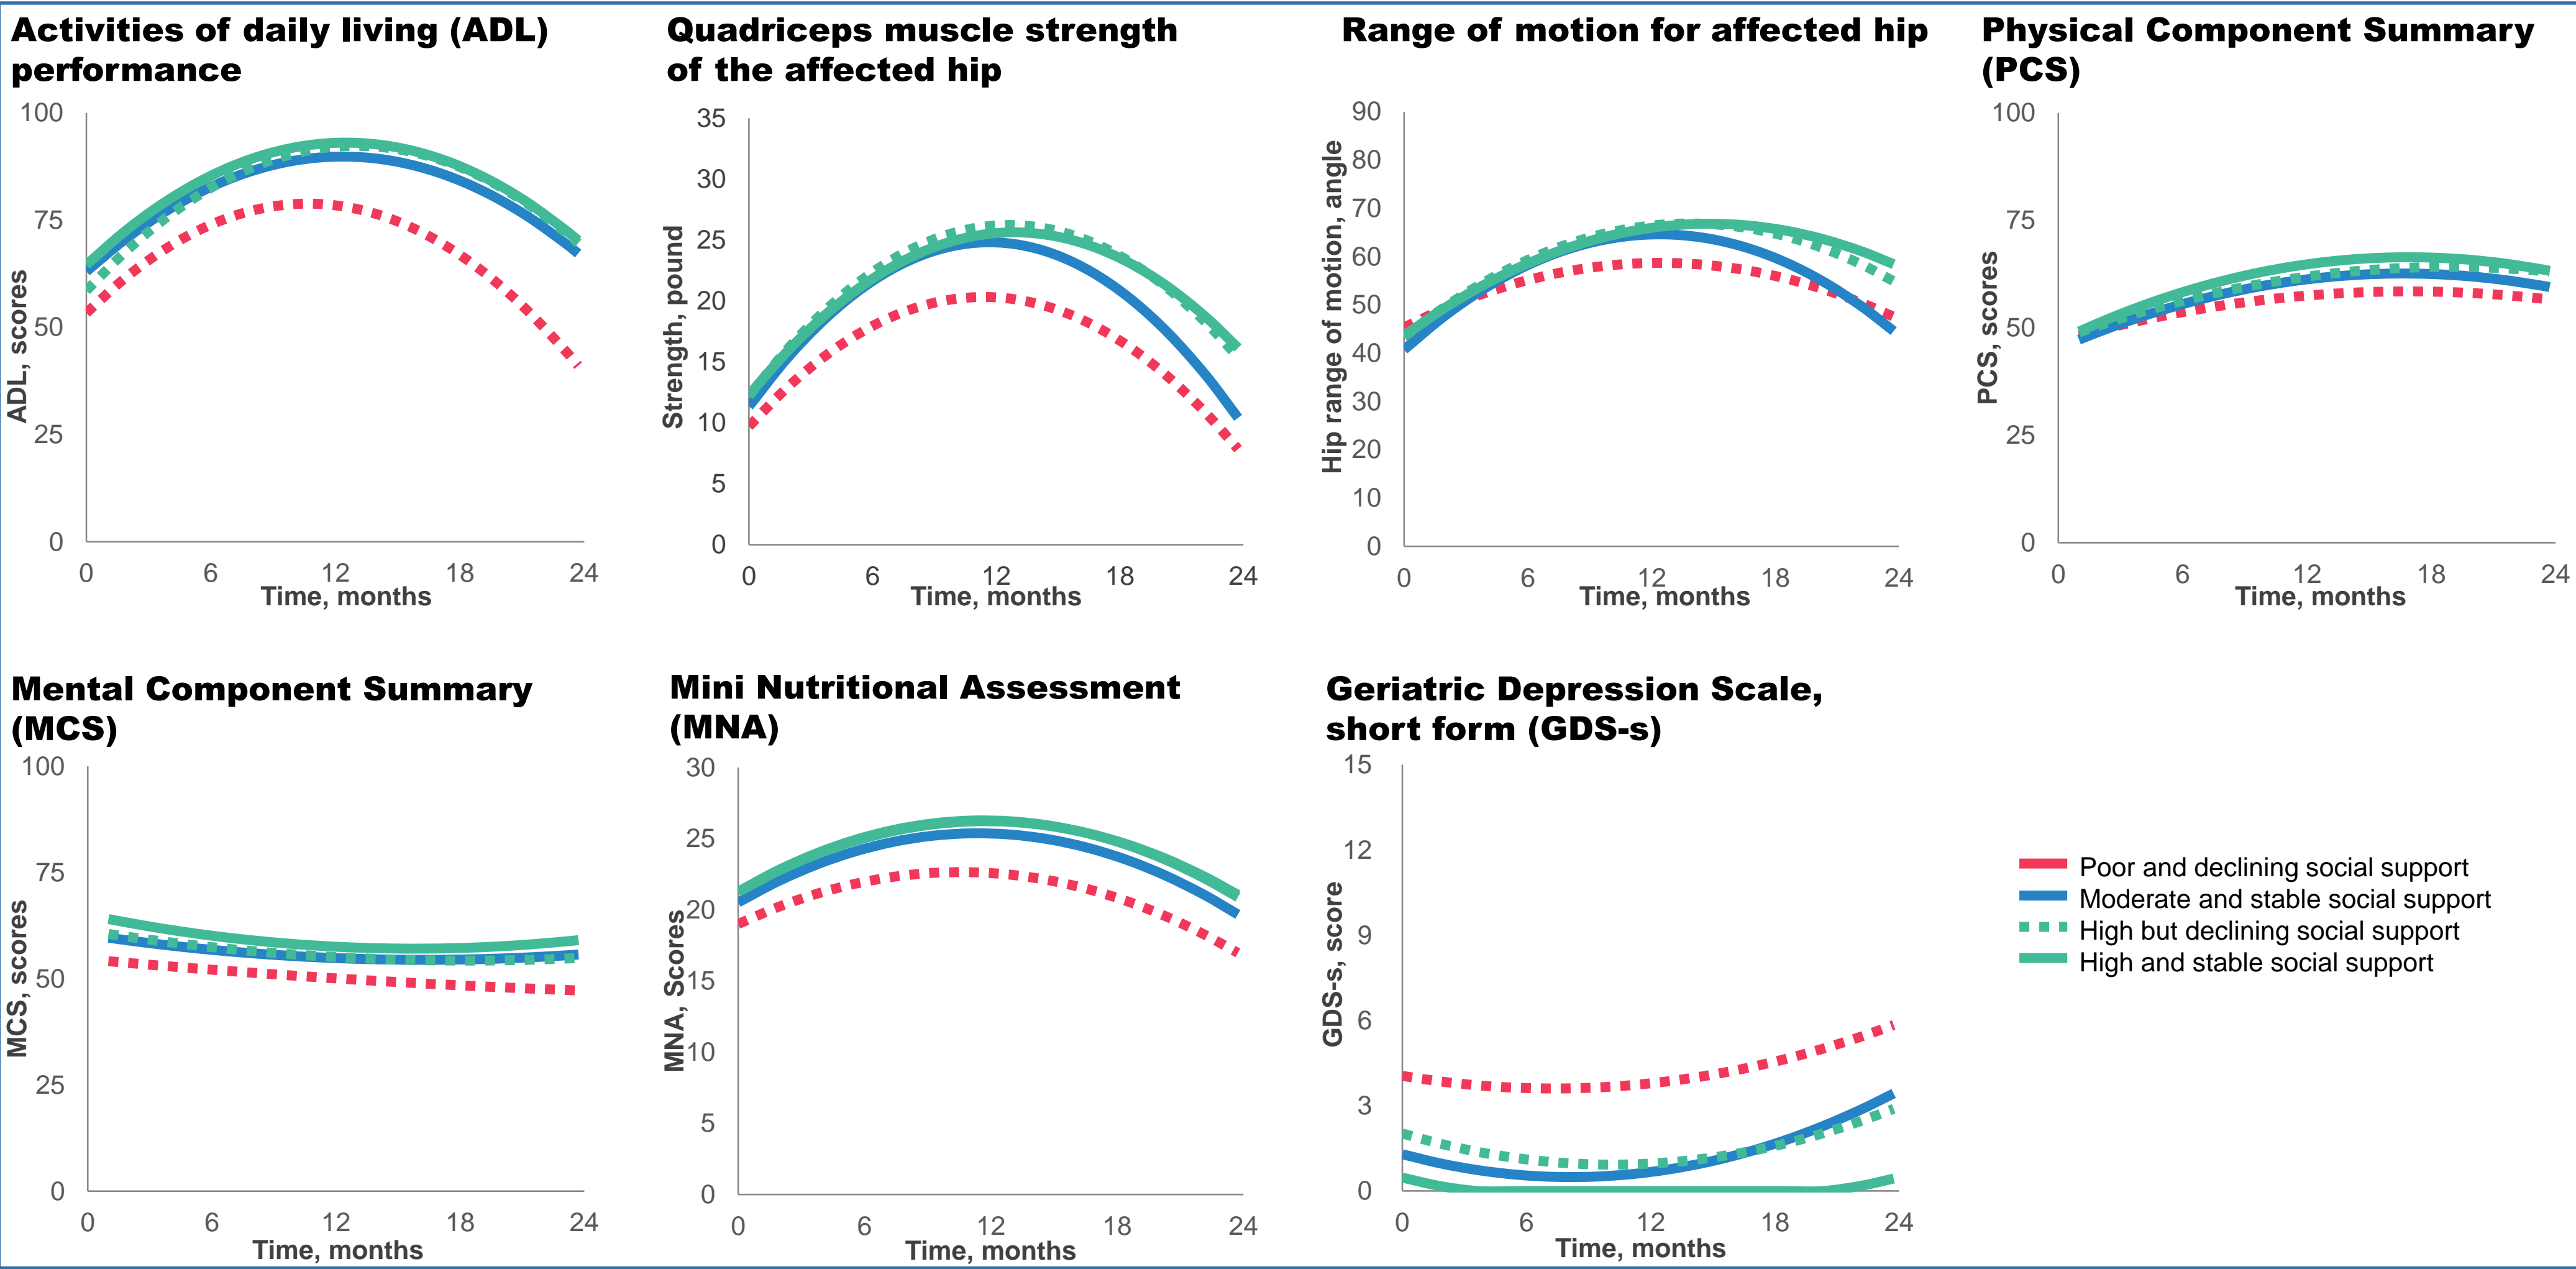 Activities of daily living (ADL)
performance
100
75
50
25
0
ADL, scores
0 6 12 18 24
Time, months
Quadriceps muscle strength
of the affected hip
35
30
25
20
15
10
5
0
Strength, pound
0 6 12 18 24
Time, months
Range of motion for affected hip
90
80
70
60
50
40
30
20
10
0
Hip range of motion, angle
0 6 12 18 24
Time, months
Physical Component Summary
(PCS)
100
75
50
25
0
PCS, scores
0 6 12 18 24
Time, months
Mental Component Summary
(MCS)
100
75
50
25
0
MCS, scores
0 6 12 18 24
Time, months
Mini Nutritional Assessment
(MNA)
30
25
20
15
10
5
0
MNA, Scores
0 6 12 18 24
Time, months
Geriatric Depression Scale,
short form (GDS-s)
15
12
9
6
3
0
GDS-s, score
0 6 12 18 24
Time, months
Poor and declining social support
Moderate and stable social support
High but declining social support
High and stable social support